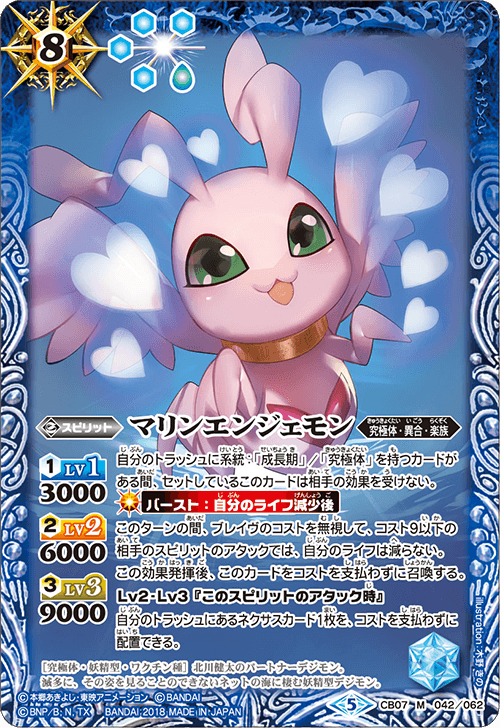 8
スピリット
マリンエンジェモン
きゅうきょくたい いごう らくぞく
究極体・異合・楽族
1 LV1
3000
2 LV2
6000
3 LV3
9000
自分のトラッシュに系統：「成長期」/「究極体」を持つカードが
ある間、セットしているこのカードは相手の効果を受けない。
バースト：自分のライフ減少後
このターンの間、ブレイヴのコストを無視して、コスト9以下の
相手のスピリットのアタックでは、自分のライフは減らない。
この効果発揮後、このカードをコストを支払わずに召喚する。
Lv2・Lv3『このスピリットのアタック時』
自分のトラッシュにあるネクサスカード1枚を、コストを支払わずに
配置できる。
[究極体・妖精型・ワクチン種] 北川健太のパートナーデジモン。
滅多に、その姿を見ることのできないネットの海に棲む妖精型デジモン。
©本郷あきよし・東映アニメーション ©BANDAI
©BNP/B, N, TX BANDAI 2018 MADE IN JAPAN
5
CB07 M 042/062